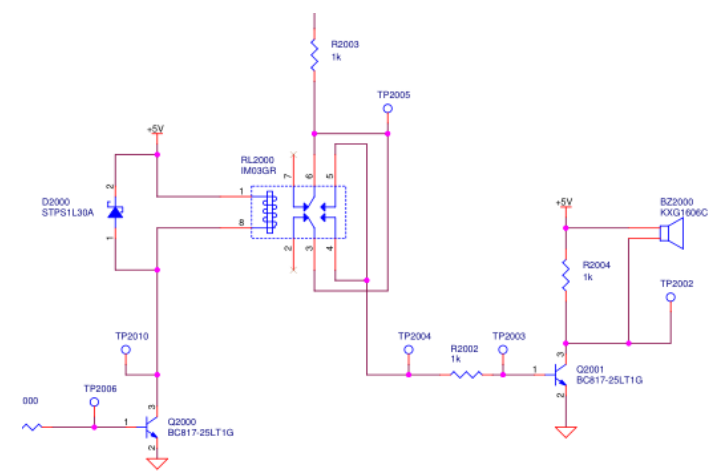 R2003
1k
TP2005
+5V
RL2000
IM03GR
7
6
5
D2000
STPS1L30A
2
1
1
8
2
3
4
+5V
BZ2000
KXG1606C
R2004
1k
TP2002
TP2010
TP2004
R2002
1k
TP2003
1
3
2
Q2001
BC817-25LT1G
000
TP2006
1
3
2
Q2000
BC817-25LT1G